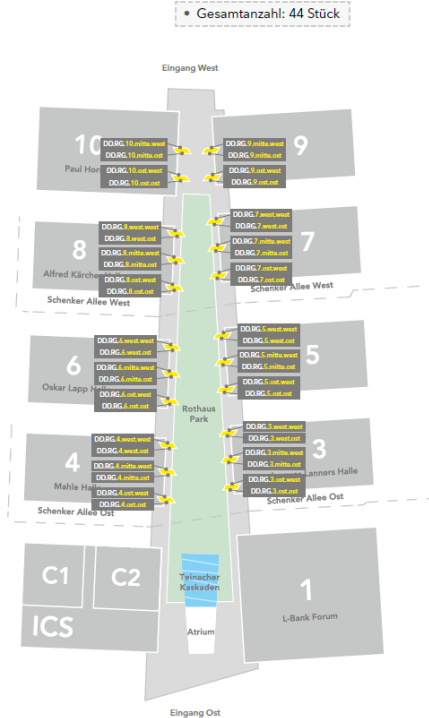 • Gesamtanzahl: 44 Stück
Eingang West
10
Paul Hor
DD.RG.10.mitte.west
DD.RG.10.mitte.ost
DD.RG.10.ost.west
DD.RG.10.ost.ost
DD.RG.9.mitte.west
DD.RG.9.mitte.ost
DD.RG.9.ost.west
DD.RG.9.ost.ost
9
8
Alfred Kärcher
DD.RG.8.west.west
DD.RG.8.west.ost
DD.RG.8.mitte.west
DD.RG.8.mitte.ost
DD.RG.8.ost.west
DD.RG.8.ost.ost
DD.RG.7.west.west
DD.RG.7.west.ost
DD.RG.7.mitte.west
DD.RG.7.mitte.ost
DD.RG.7.ost.west
DD.RG.7.ost.ost
7
Schenker Allee West
Schenker Allee West
6
Oskar Lapp H
DD.RG.6.west.west
DD.RG.6.west.ost
DD.RG.6.mitte.west
DD.RG.6.mitte.ost
DD.RG.6.ost.west
DD.RG.6.ost.ost
DD.RG.5.west.west
DD.RG.5.west.ost
DD.RG.5.mitte.west
DD.RG.5.mitte.ost
DD.RG.5.ost.west
DD.RG.5.ost.ost
5
Rothaus
Park
4
Mahle Ha
DD.RG.4.west.west
DD.RG.4.west.ost
DD.RG.4.mitte.west
DD.RG.4.mitte.ost
DD.RG.4.ost.west
DD.RG.4.ost.ost
DD.RG.3.west.west
DD.RG.3.west.ost
DD.RG.3.mitte.west
DD.RG.3.mitte.ost
DD.RG.3.ost.west
DD.RG.3.ost.ost
3
anners Halle
Schenker Allee Ost
Schenker Allee Ost
C1
C2
ICS
Teinacher
Kaskaden
Atrium
1
L-Bank Forum
Eingang Ost